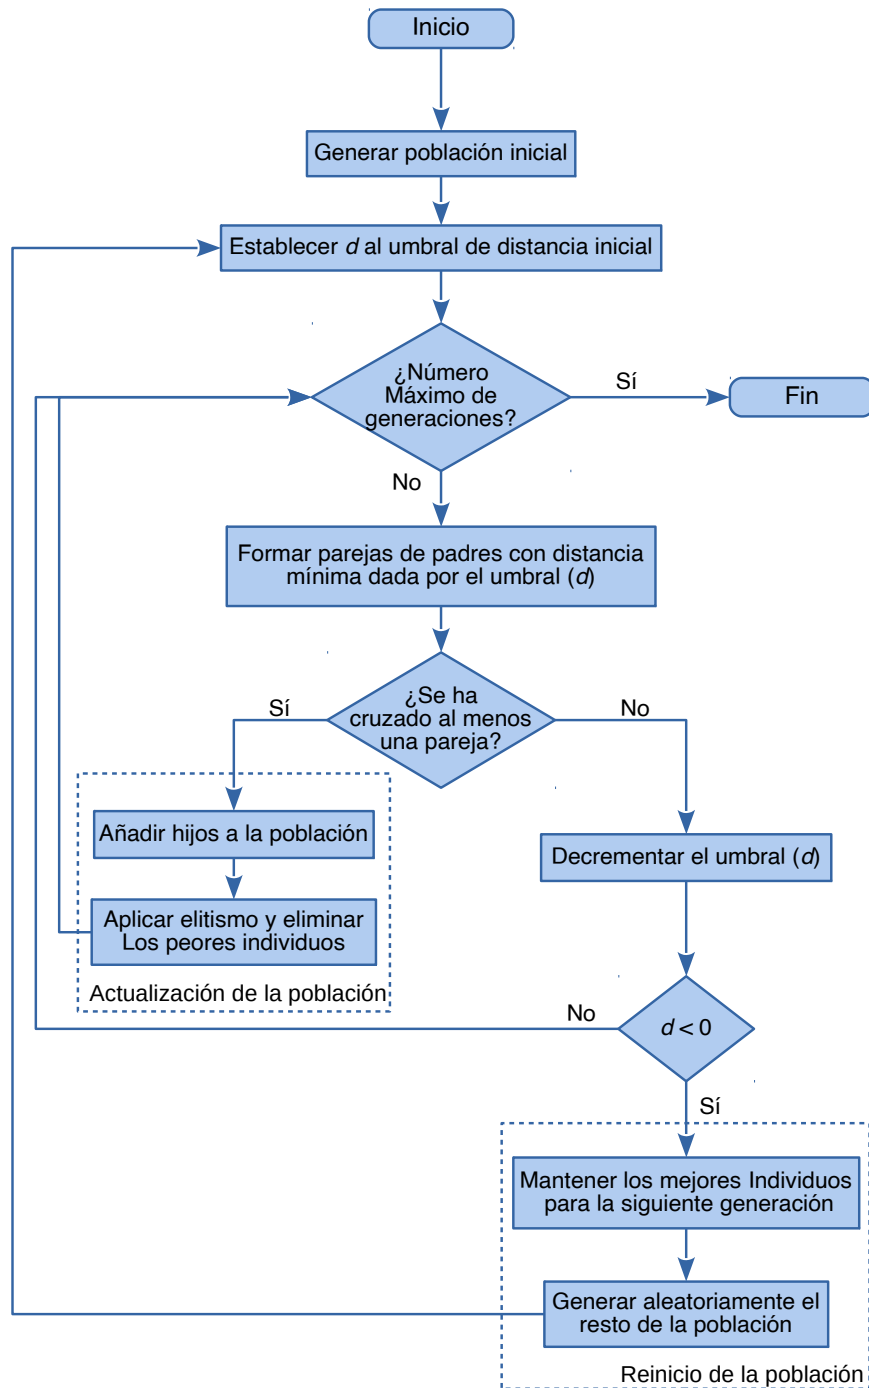 Inicio
Generar población inicial
Establecer d al umbral de distancia inicial
¿Número
Máximo de
generaciones?
Sí
Fin
No
Formar parejas de padres con distancia
mínima dada por el umbral (d)
¿Se ha
cruzado al menos
una pareja?
Sí
No
Añadir hijos a la población
Decrementar el umbral (d)
Aplicar elitismo y eliminar
Los peores individuos
Actualización de la población
No
d < 0
Sí
Mantener los mejores Individuos
para la siguiente generación
Generar aleatoriamente el
resto de la población
Reinicio de la población